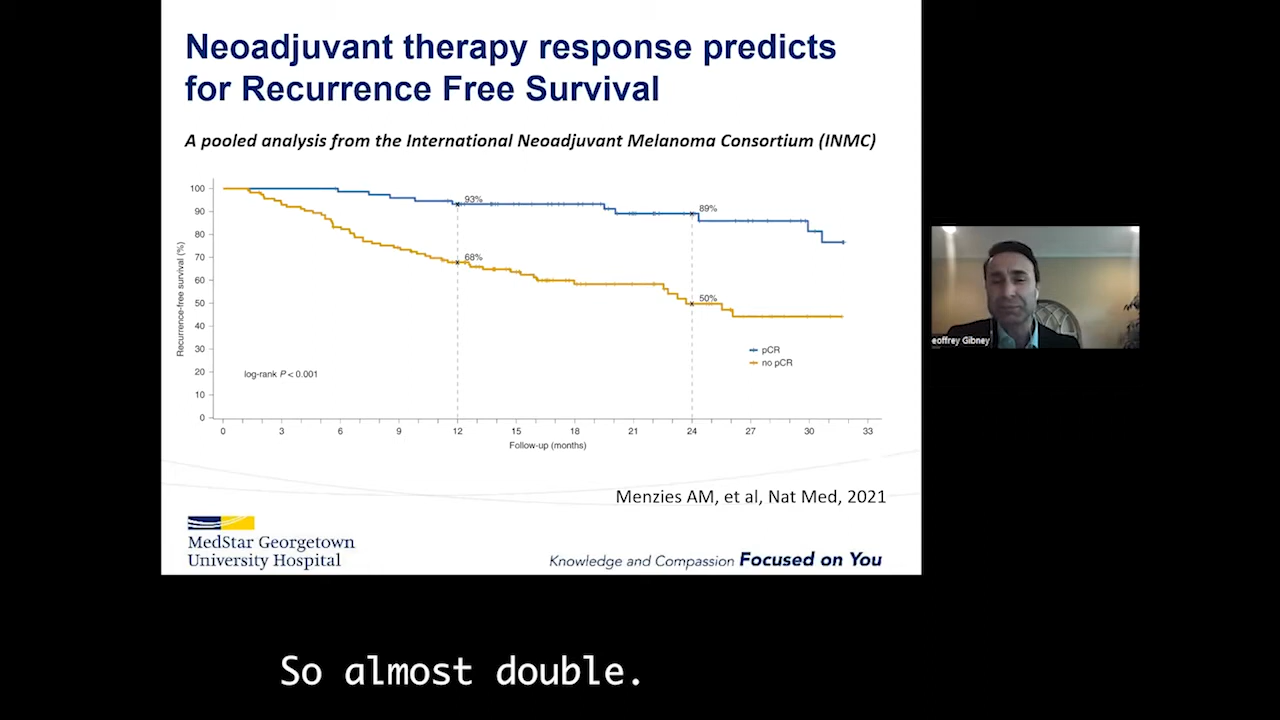 Neoadjuvant therapy response predicts
for Recurrence Free Survival
A pooled analysis from the International Neoadjuvant Melanoma Consortium (INMC)
Recurrence-free survival (%)
100
90
80
70
60
50
40
30
20
10
0
93%
89%
68%
50%
pCR
no pCR
log-rank P < 0.001
0 3 6 9 12 15 18 21 24 27 30 33
Follow-up (months)
Menzies AM, et al, Nat Med, 2021
MedStar Georgetown
University Hospital
Knowledge and Compassion Focused on You
eoffrey Gibney
So almost double.